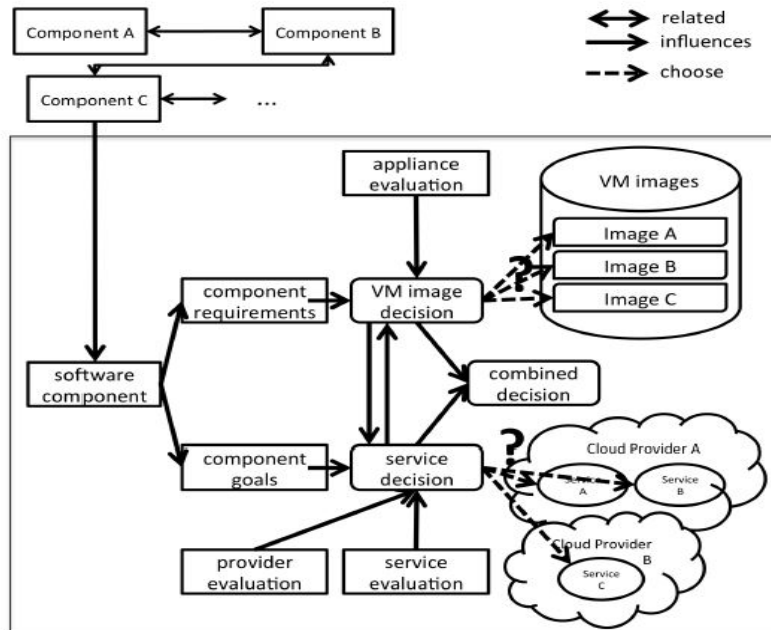 related
influences
choose
Component A
Component B
Component C
...
appliance
evaluation
VM images
Image A
Image B
Image C
?
component
requirements
VM image
decision
software
component
combined
decision
component
goals
service
decision
?
Cloud Provider A
Service
A
Service
B
Cloud Provider
B
Service
C
provider
evaluation
service
evaluation